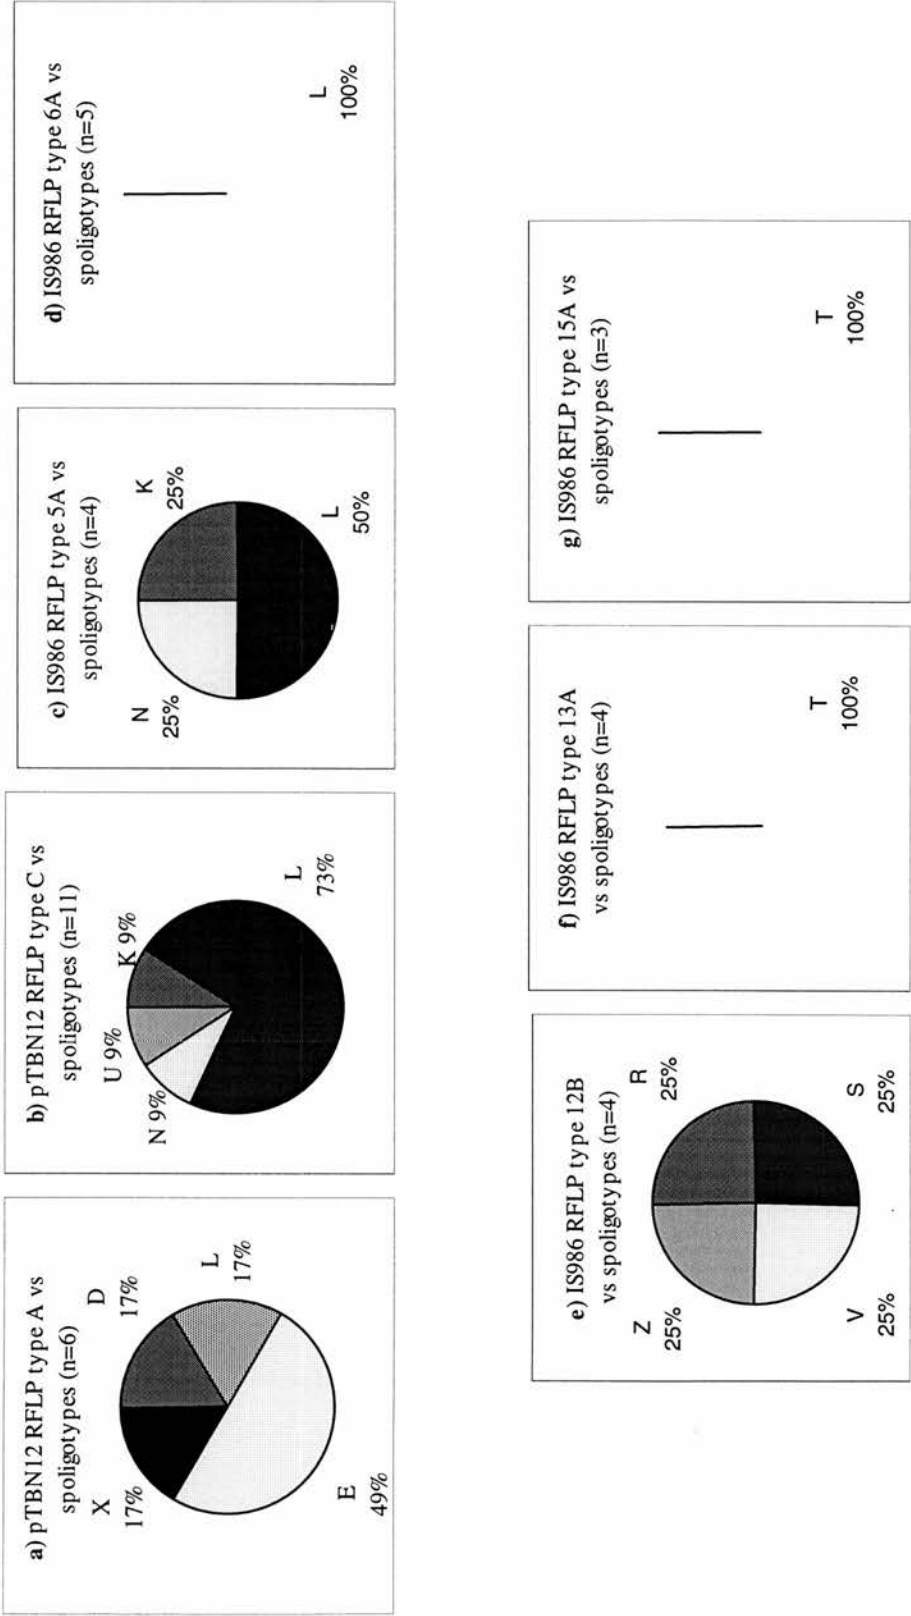 a) pTBN12 RFLP type A vs
spoligotypes (n=6)
X
17%
D
17%
L
17%
E
49%
b) pTBN12 RFLP type C vs
spoligotypes (n=11)
U 9%
K 9%
N 9%
L
73%
c) IS986 RFLP type 5A vs
spoligotypes (n=4)
N
25%
K
25%
L
50%
d) IS986 RFLP type 6A vs
spoligotypes (n=5)
L
100%
e) IS986 RFLP type 12B
vs spoligotypes (n=4)
Z
25%
R
25%
V
25%
S
25%
f) IS986 RFLP type 13A
vs spoligotypes (n=4)
T
100%
g) IS986 RFLP type 15A vs
spoligotypes (n=3)
T
100%